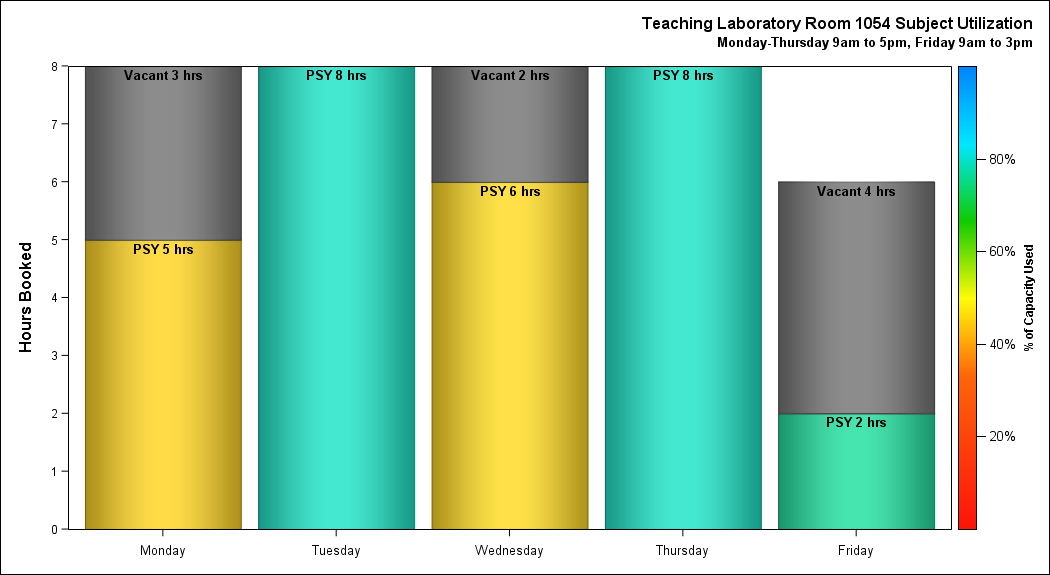 Teaching Laboratory Room 1054 Subject Utilization
Monday-Thursday 9am to 5pm, Friday 9am to 3pm
Hours Booked
8
7
6
5
4
3
2
1
0
Vacant 3 hrs
PSY 5 hrs
PSY 8 hrs
Vacant 2 hrs
PSY 6 hrs
PSY 8 hrs
Vacant 4 hrs
PSY 2 hrs
Monday
Tuesday
Wednesday
Thursday
Friday
80%
60%
40%
20%
% of Capacity Used